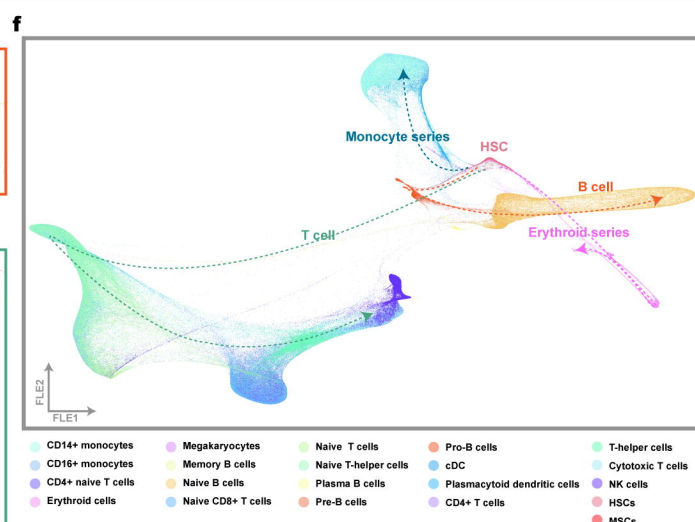 f
Monocyte series
HSC
B cell
T cell
Erythroid series
FLE2
FLE1
CD14+ monocytes
Megakaryocytes
Naive T cells
Pro-B cells
T-helper cells
CD16+ monocytes
Memory B cells
Naive T-helper cells
cDC
Cytotoxic T cells
CD4+ naive T cells
Naive B cells
Plasma B cells
Plasmacytoid dendritic cells
NK cells
Erythroid cells
Naive CD8+ T cells
Pre-B cells
CD4+ T cells
HSCs
MSCs